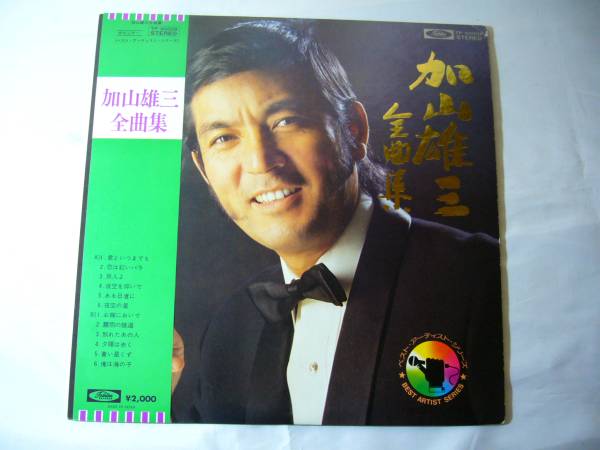 STEREO
加山雄三
全曲集
A)1.君といつまでも
2.恋は紅いバラ
3.旅人よ
4.夜空を仰いで
5.ある日渚に
6.夜空の星
B)1.お嫁においで
2.霧雨の舗道
3.別れたあの人
4.夕陽は赤く
5.蒼い星くず
6.俺は海の子
¥2,000
STEREO
加山雄三
全曲集
ベスト・アーティスト・シリーズ
★ BEST ARTIST SERIES ★